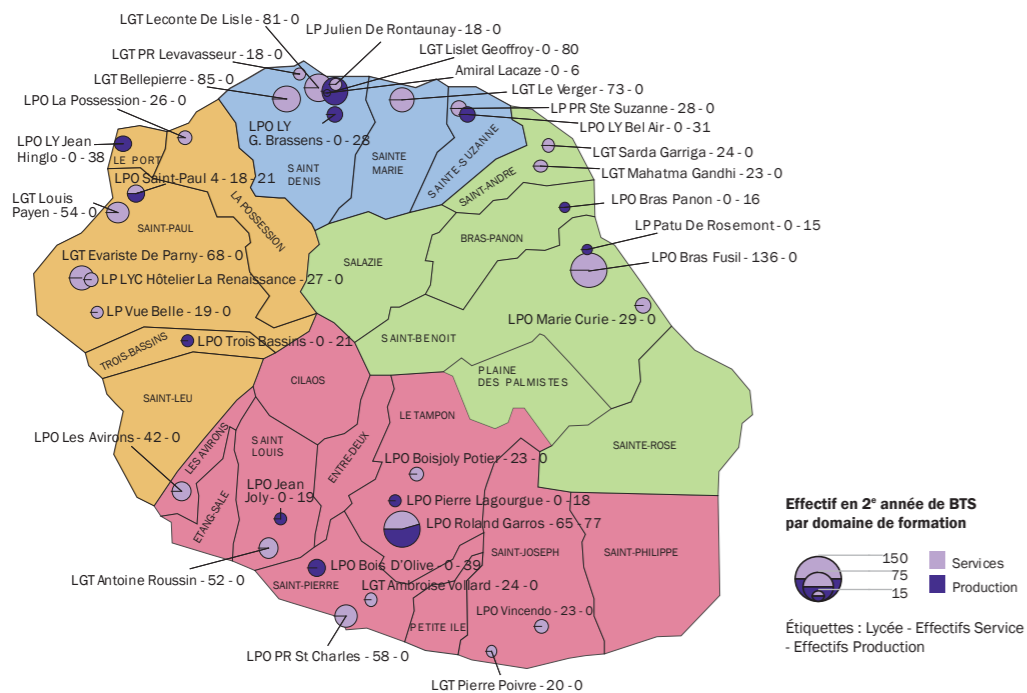 LGT Leconte De Lisle - 81 - 0
LP Julien De Rontaunay - 18 - 0
LGT PR Levavasseur - 18 - 0
LGT Lislet Geoffroy - 0 - 80
LGT Bellepierre - 85 - 0
Amiral Lacaze - 0 - 6
LPO La Possession - 26 - 0
LGT Le Verger - 73 - 0
LP PR Ste Suzanne - 28 - 0
LPO LY Jean
Hinglo - 0 - 38
LPO LY
G. Brassens - 0 - 28
LPO LY Bel Air - 0 - 31
LE PORT
SAINT
DENIS
SAINTE
MARIE
SAINTE-SUZANNE
LGT Sarda Garriga - 24 - 0
LGT Mahatma Gandhi - 23 - 0
SAINT-ANDRE
LPO Saint-Paul 4 - 18 - 21
LGT Louis
Payen - 54 - 0
LA POSSESSION
LPO Bras Panon - 0 - 16
SAINT-PAUL
BRAS-PANON
LP Patu De Rosemont - 0 - 15
LGT Evariste De Parny - 68 - 0
SALAZIE
LPO Bras Fusil - 136 - 0
LP LYC Hôtelier La Renaissance - 27 - 0
LP Vue Belle - 19 - 0
LPO Marie Curie - 29 - 0
TROIS-BASSINS
LPO Trois Bassins - 0 - 21
SAINT-BENOIT
PLAINE
DES PALMISTES
CILAOS
SAINT-LEU
LE TAMPON
LPO Les Avirons - 42 - 0
LES AVIRONS
SAINT
LOUIS
ENTRE-DEUX
SAINTE-ROSE
LPO Boisjoly Potier - 23 - 0
LPO Jean
Joly - 0 - 19
ETANG-SALE
LPO Pierre Lagourgue - 0 - 18
LPO Roland Garros - 65 - 77
SAINT-JOSEPH
SAINT-PHILIPPE
LPO Bois D'Olive - 0 - 39
LGT Antoine Roussin - 52 - 0
SAINT-PIERRE
LGT Ambroise Vollard - 24 - 0
LPO Vincendo - 23 - 0
PETITE ILE
LPO PR St Charles - 58 - 0
LGT Pierre Poivre - 20 - 0
Effectif en 2e année de BTS
par domaine de formation
150
75
15
Services
Production
Étiquettes : Lycée - Effectifs Service
- Effectifs Production